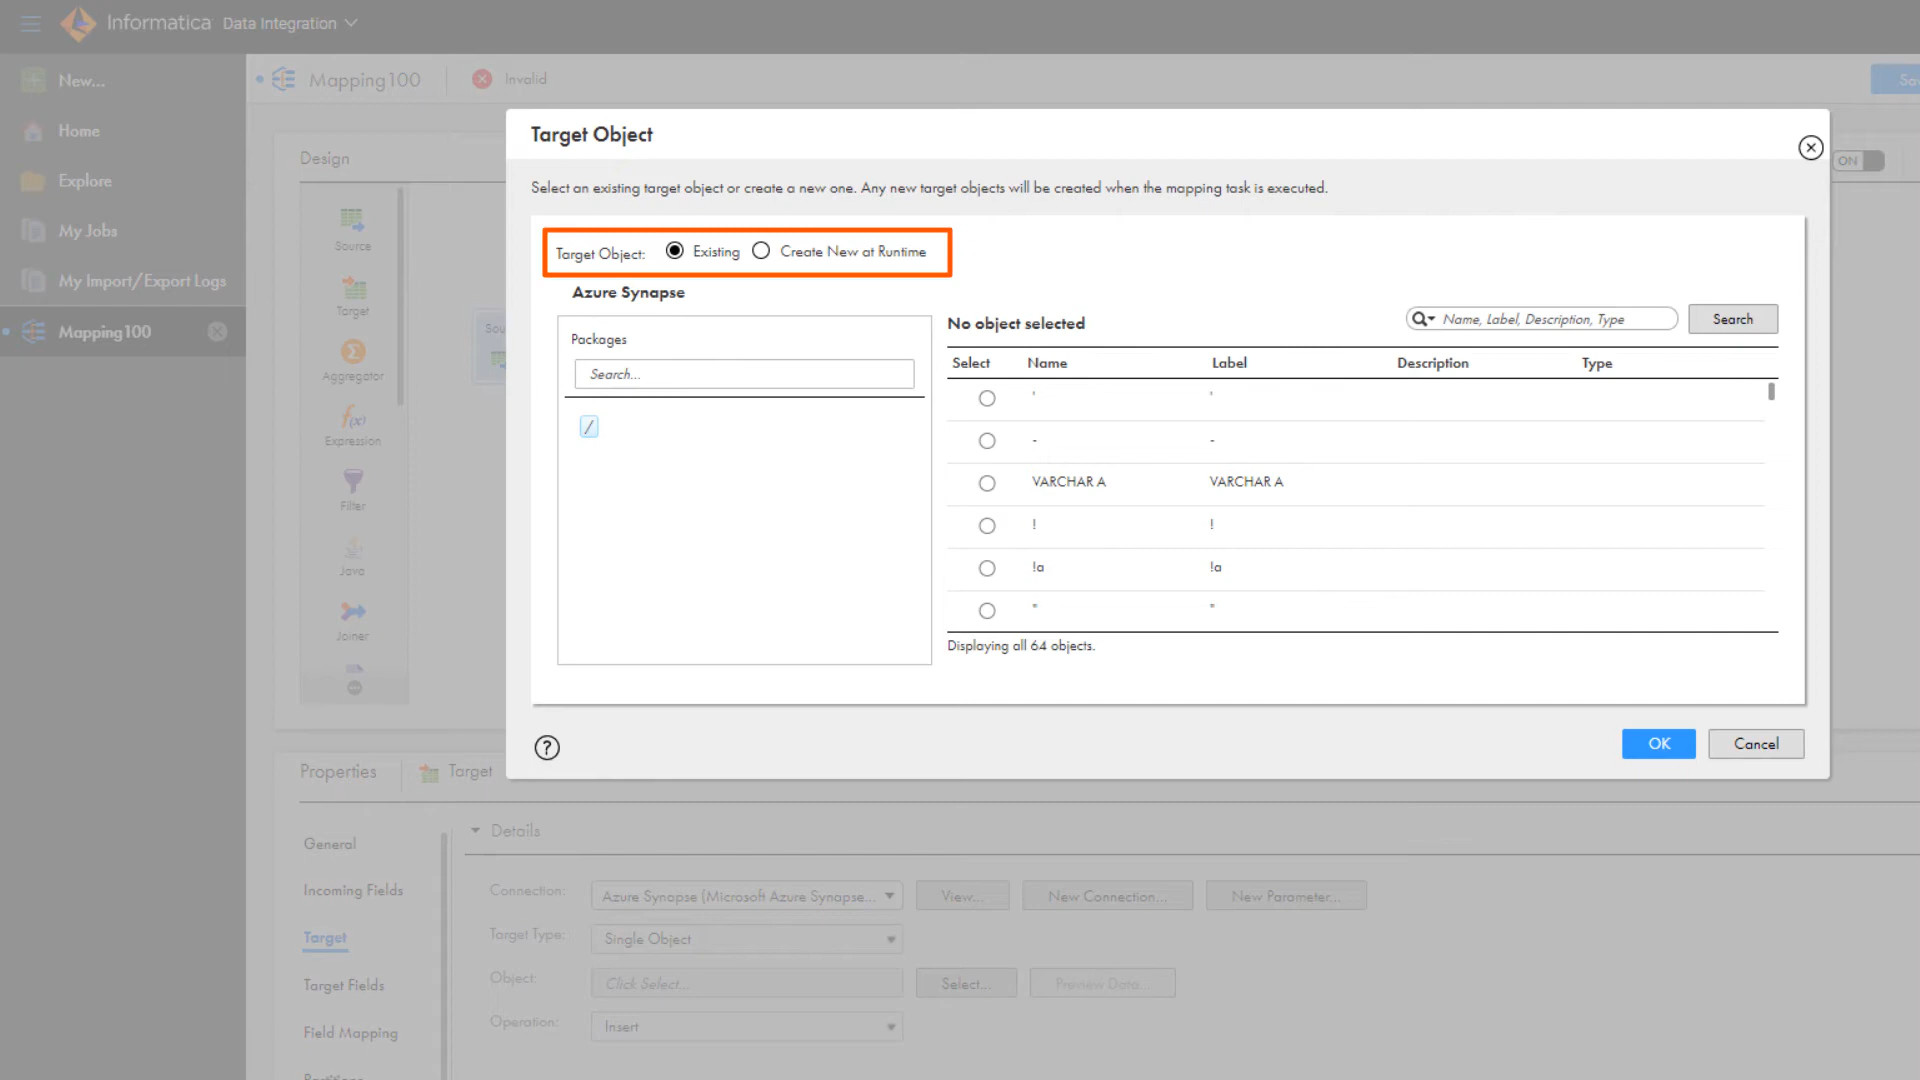 Informatica Data Integration
New...
Home
Explore
My Jobs
My Import/Export Logs
Mapping100
Mapping100
Invalid
ON
Design
Source
Target
Aggregator
Expression
Filter
Java
Joiner
Target Object
Select an existing target object or create a new one. Any new target objects will be created when the mapping task is executed.
Target Object: Existing Create New at Runtime
Azure Synapse
Packages
Search...
/
No object selected
Name, Label, Description, Type
Search
Select Name Label Description Type
' '
- -
VARCHAR A VARCHAR A
! !
!a !a
" "
Displaying all 64 objects.
?
OK
Cancel
Properties
Target
General
Incoming Fields
Target
Target Fields
Field Mapping
Details
Connection: Azure Synapse (Microsoft Azure Synapse... View... New Connection... New Parameter...
Target Type: Single Object
Object: Click Select... Select... Preview Data...
Operation: Insert